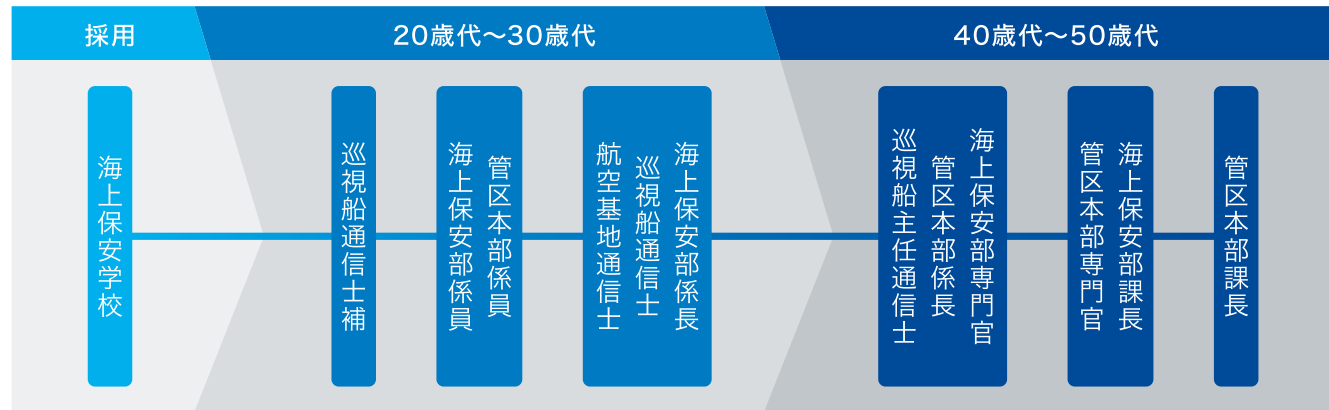 採用
20歳代～30歳代
40歳代～50歳代
海上保安学校
巡視船通信士補
管区本部係員
海上保安部係員
海上保安部係長
巡視船通信士
航空基地通信士
海上保安部専門官
管区本部係長
巡視船主任通信士
海上保安部課長
管区本部専門官
管区本部課長